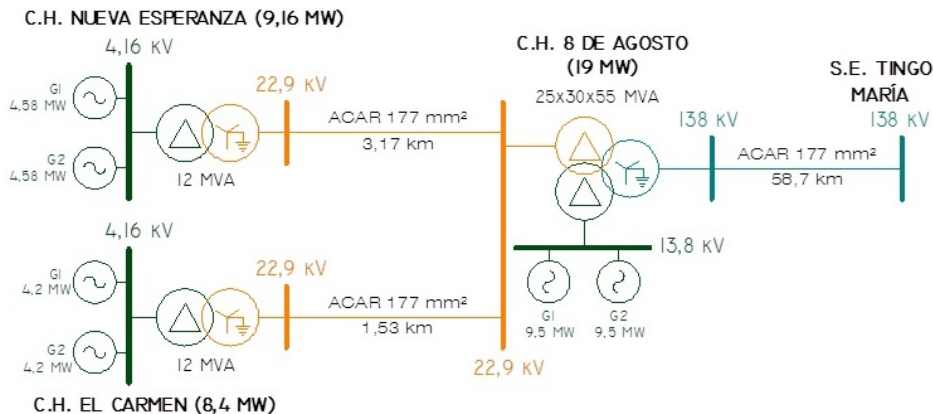 C.H. NUEVA ESPERANZA (9,16 MW)
4,16 KV
G1
4,58 MW
G2
4,58 MW
12 MVA
22,9 KV
ACAR 177 mm²
3,17 km
C.H. 8 DE AGOSTO
(19 MW)
25x30x55 MVA
138 KV
ACAR 177 mm²
58,7 km
S.E. TINGO
MARÍA
138 KV
4,16 KV
G1
4,2 MW
G2
4,2 MW
12 MVA
22,9 KV
ACAR 177 mm²
1,53 km
22,9 KV
13,8 KV
G1
9,5 MW
G2
9,5 MW
C.H. EL CARMEN (8,4 MW)